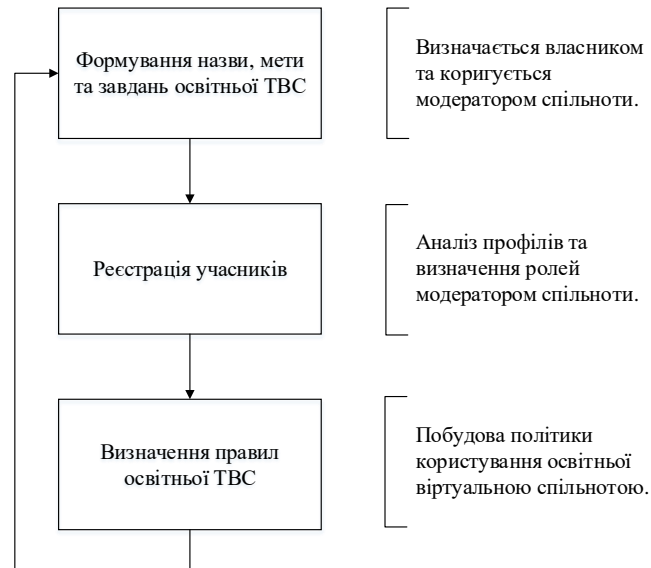 Формування назви, мети
та завдань освітньої ТВС
Визначається власником
та коригується
модератором спільноти.
Реєстрація учасників
Аналіз профілів та
визначення ролей
модератором спільноти.
Визначення правил
освітньої ТВС
Побудова політики
користування освітньої
віртуальною спільнотою.